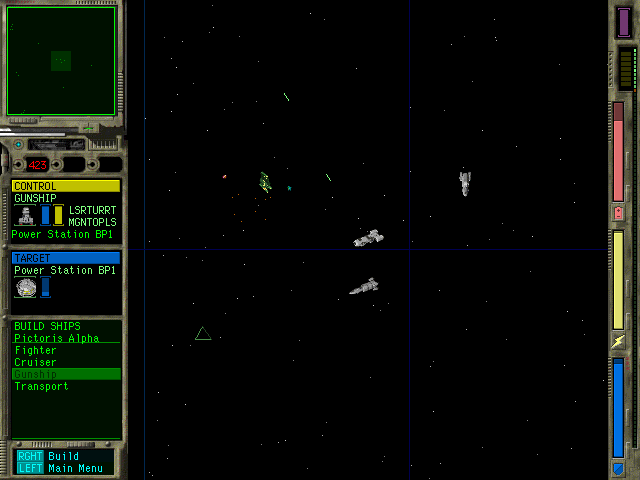 423
CONTROL
GUNSHIP
LSRTURRT
MGNTOPLS
Power Station BP1
TARGET
Power Station BP1
BUILD SHIPS
Pictoris Alpha
Fighter
Cruiser
Gunship
Transport
RGHT Build
LEFT Main Menu